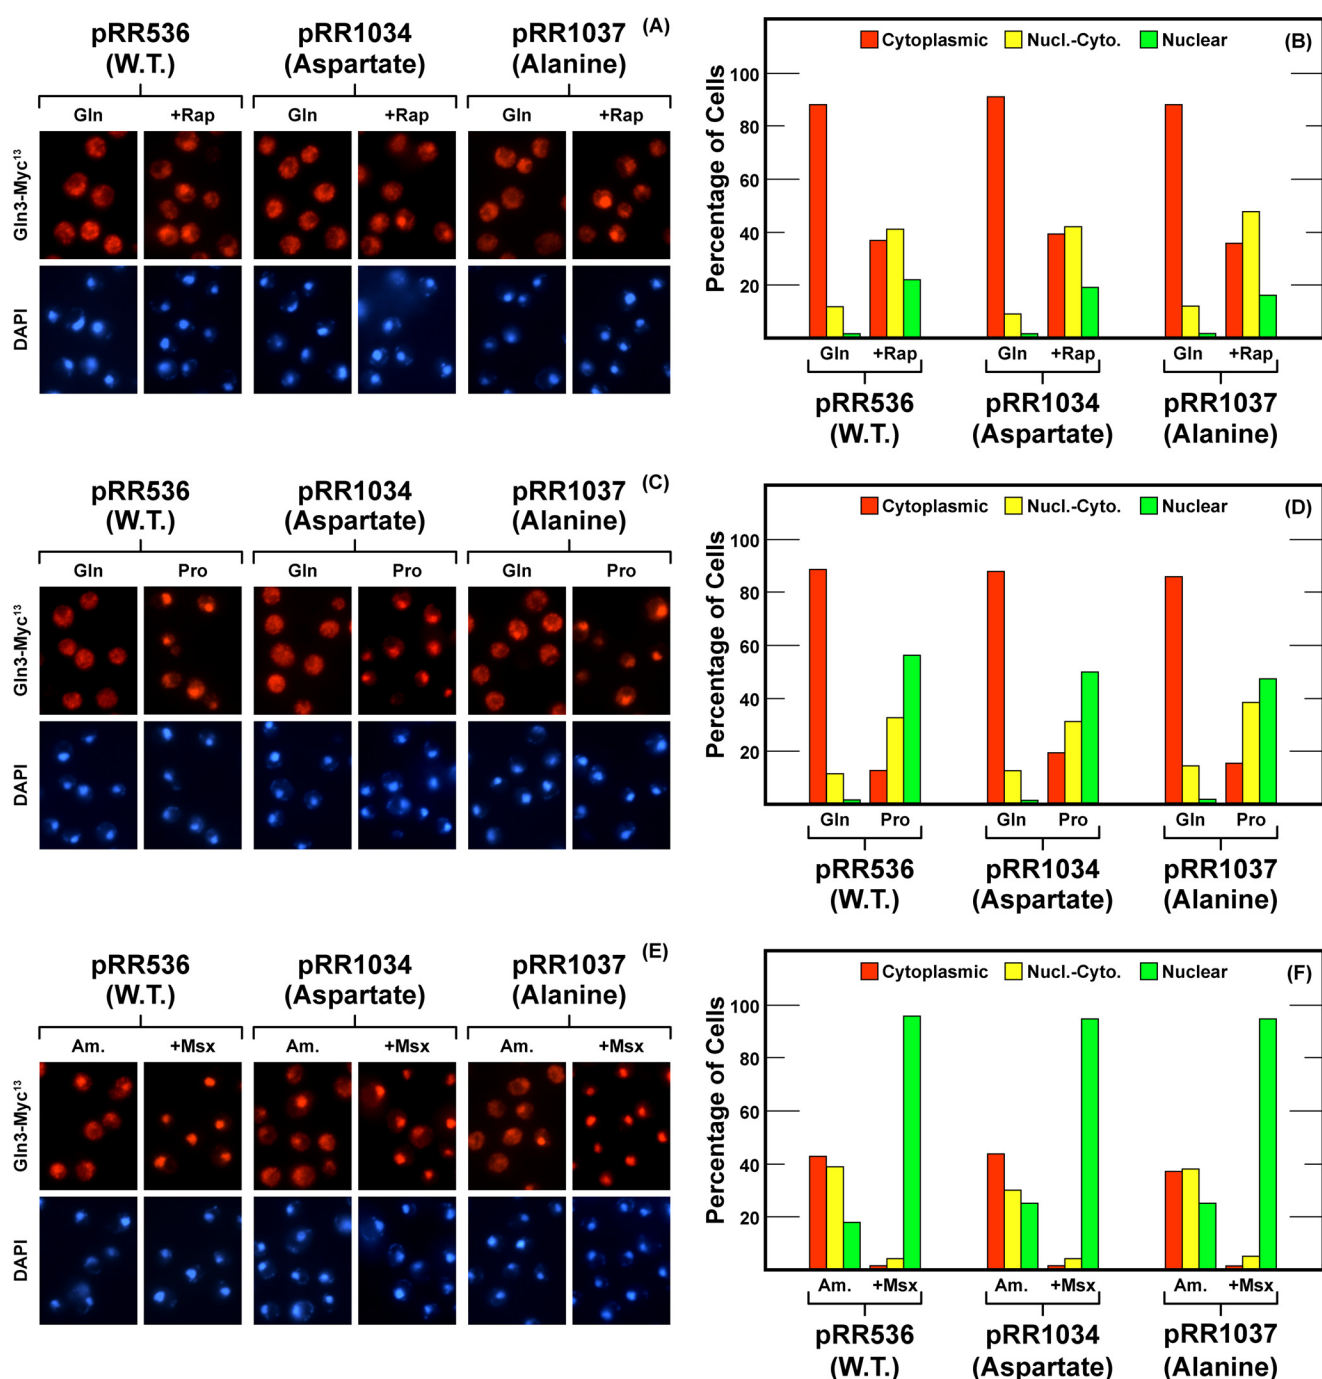 pRR536 pRR1034 pRR1037 (A)
(W.T.) (Aspartate) (Alanine)
Gln +Rap Gln +Rap Gln +Rap
Gln3-Myc¹³
DAPI
(B)
Cytoplasmic Nucl.-Cyto. Nuclear
Percentage of Cells
100
80
60
40
20
Gln +Rap Gln +Rap Gln +Rap
pRR536 pRR1034 pRR1037
(W.T.) (Aspartate) (Alanine)
pRR536 pRR1034 pRR1037 (C)
(W.T.) (Aspartate) (Alanine)
Gln Pro Gln Pro Gln Pro
Gln3-Myc¹³
DAPI
Cytoplasmic Nucl.-Cyto. Nuclear (D)
Percentage of Cells
100
80
60
40
20
Gln Pro Gln Pro Gln Pro
pRR536 pRR1034 pRR1037
(W.T.) (Aspartate) (Alanine)
pRR536 pRR1034 pRR1037 (E)
(W.T.) (Aspartate) (Alanine)
Am. +Msx Am. +Msx Am. +Msx
Gln3-Myc¹³
DAPI
Cytoplasmic Nucl.-Cyto. Nuclear (F)
Percentage of Cells
100
80
60
40
20
Am. +Msx Am. +Msx Am. +Msx
pRR536 pRR1034 pRR1037
(W.T.) (Aspartate) (Alanine)